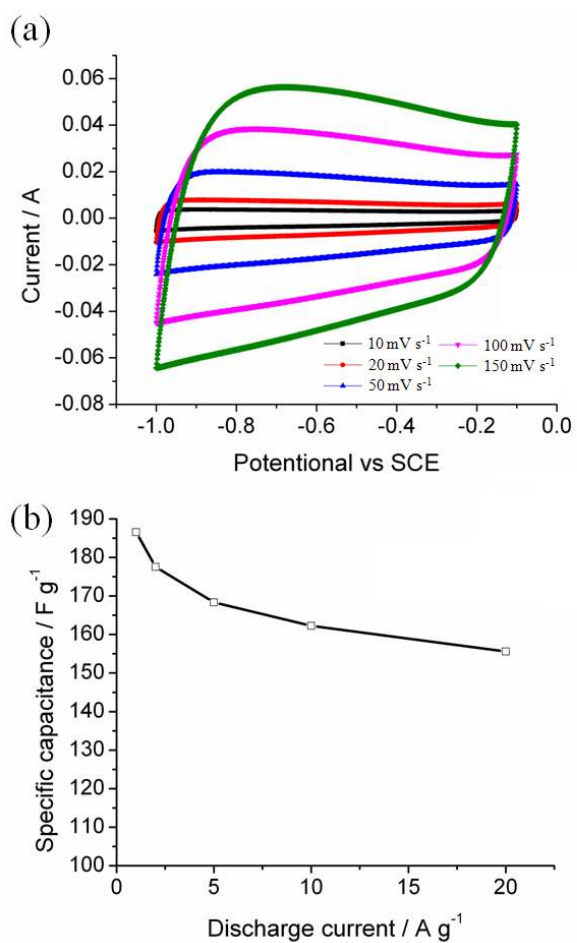 (a)
0.06
0.04
0.02
0.00
-0.02
-0.04
-0.06
-0.08
Current / A
10 mV s-1
20 mV s-1
50 mV s-1
100 mV s-1
150 mV s-1
-1.0 -0.8 -0.6 -0.4 -0.2 0.0
Potentional vs SCE
(b)
190
180
170
160
150
140
130
120
110
100
Specific capacitance / F g-1
0 5 10 15 20
Discharge current / A g-1